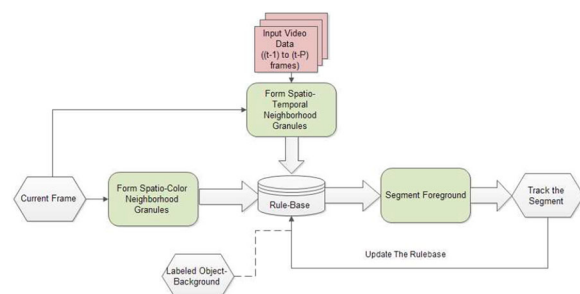 Input Video
Data
((t-1) to (t-P)
frames)
Form Spatio-
Temporal
Neighborhood
Granules
Current Frame
Form Spatio-Color
Neighborhood
Granules
Rule-Base
Segment Foreground
Track the
Segment
Update The Rulebase
Labeled Object-
Background